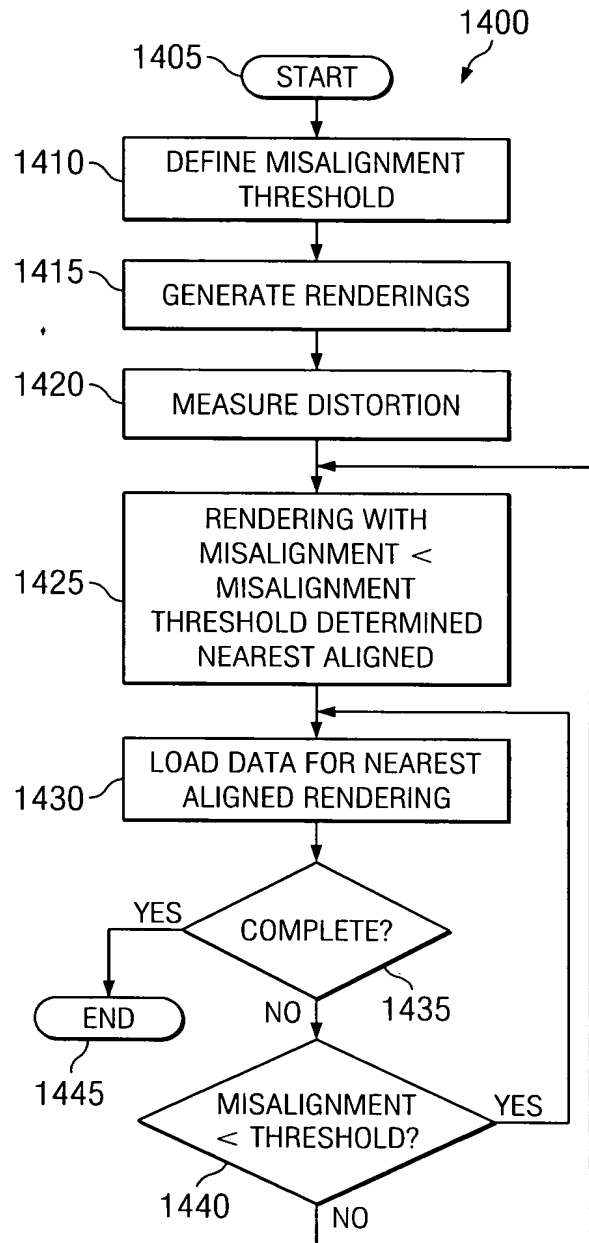 1400
1405
START
1410
DEFINE MISALIGNMENT
THRESHOLD
1415
GENERATE RENDERINGS
1420
MEASURE DISTORTION
1425
RENDERING WITH
MISALIGNMENT <
MISALIGNMENT
THRESHOLD DETERMINED
NEAREST ALIGNED
1430
LOAD DATA FOR NEAREST
ALIGNED RENDERING
YES
COMPLETE?
1435
END
NO
1445
MISALIGNMENT
< THRESHOLD?
YES
1440
NO